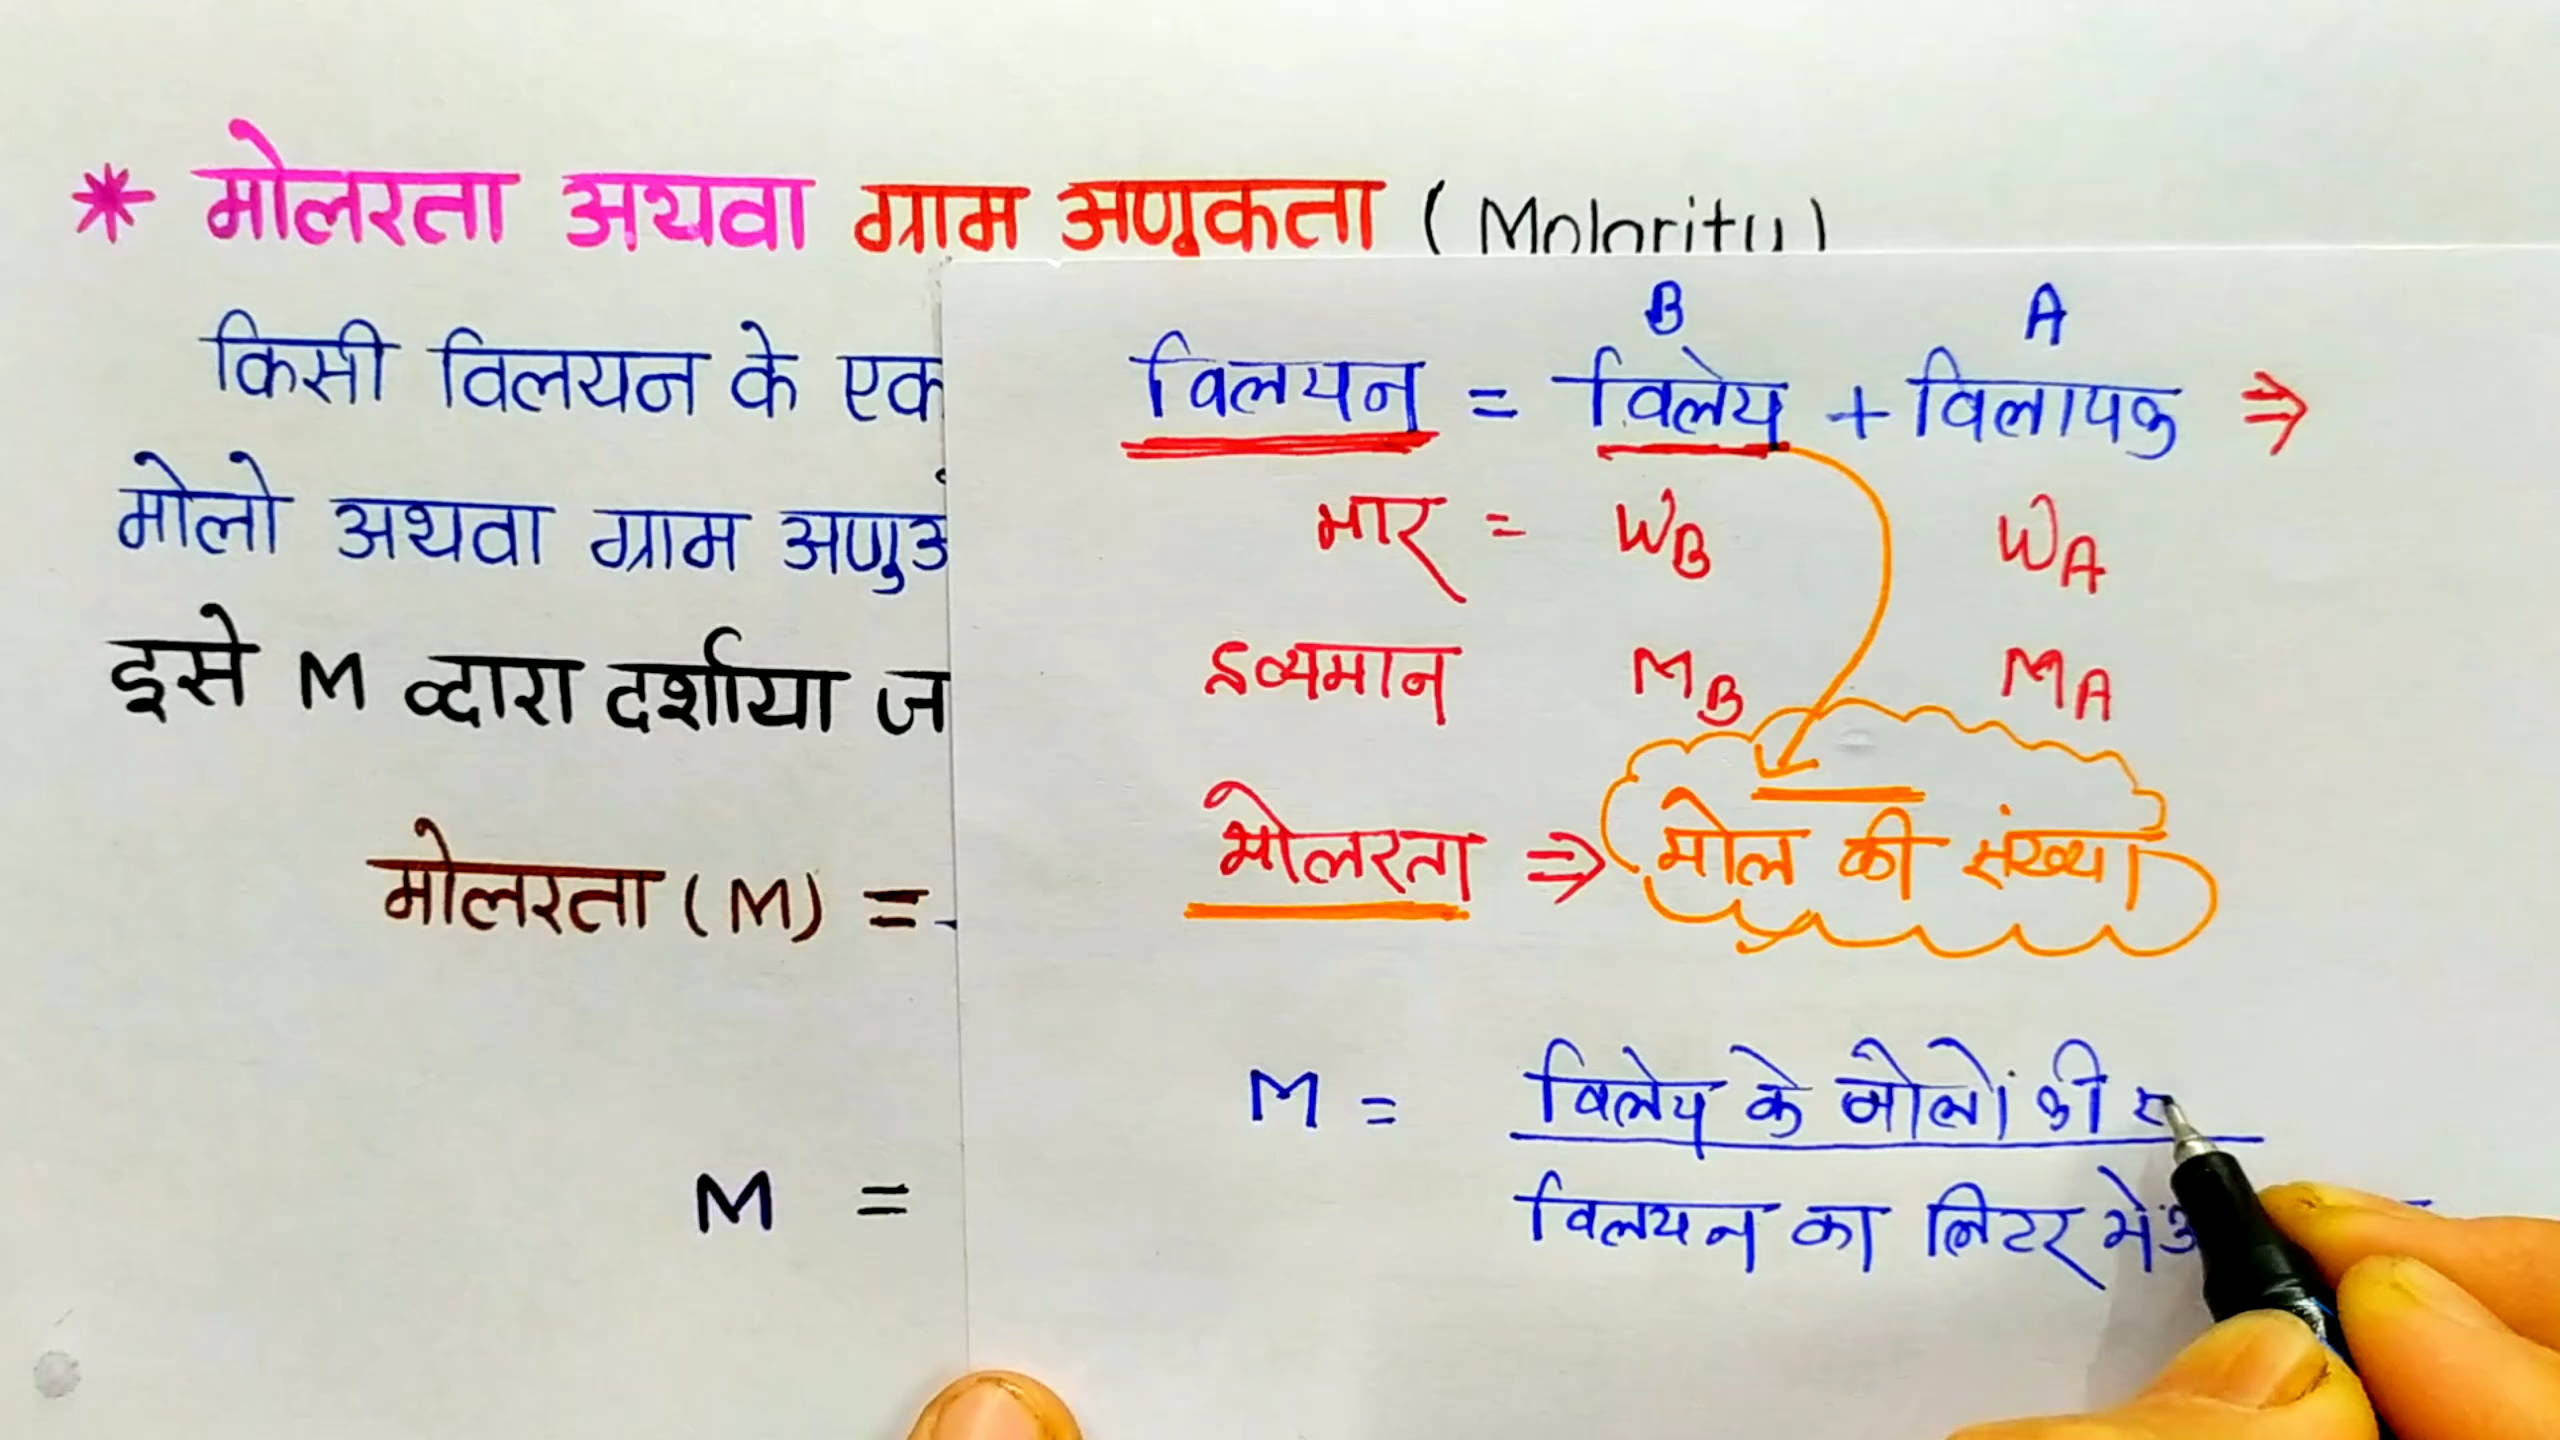 * मोलरता अथवा ग्राम अणुकता (Molarity)
किसी विलयन के एक
मोलो अथवा ग्राम अणुओ
इसे M द्वारा दर्शाया ज
मोलरता (M) =
M =
B A
विलयन = विलेय + विलायक ⇒
भार = WB WA
द्रव्यमान MB MA
मोलरता ⇒ मोल की संख्या
M = विलेय के मोलों की स
विलयन का लिटर में